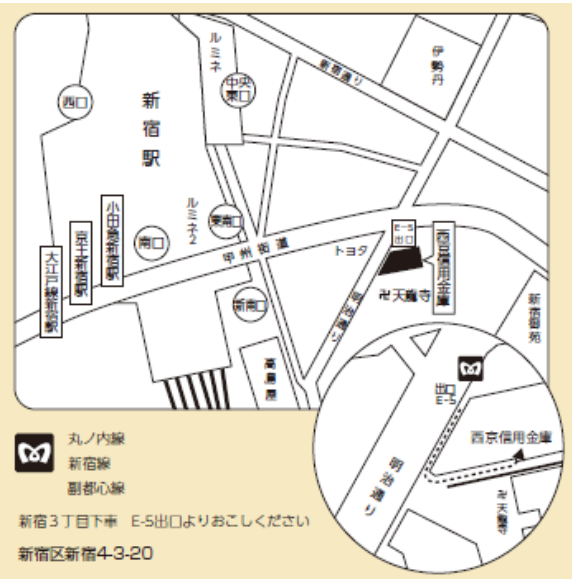 ルミネ
中央
東口
新宿通り
伊勢丹
西口
新宿駅
小田急新宿駅
京王新宿駅
大江戸線新宿駅
南口
ルミネ2
東南口
甲州街道
トヨタ
E-5
出口
西京信用金庫
卍天龍寺
明治通り
新南口
高島屋
新宿御苑
出口
E-5
西京信用金庫
明治通り
卍天龍寺
丸ノ内線
新宿線
副都心線
新宿3丁目下車 E-5出口よりおこしください
新宿区新宿4-3-20